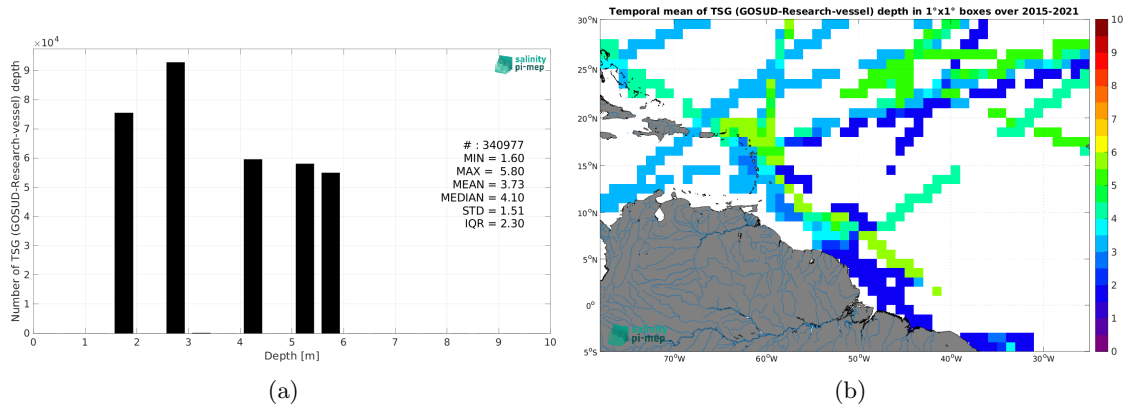 ×10⁴
9
8
7
6
5
4
3
2
1
0
Number of TSG (GOSUD-Research-vessel) depth
salinity
pi-mep
# : 340977
MIN = 1.60
MAX = 5.80
MEAN = 3.73
MEDIAN = 4.10
STD = 1.51
IQR = 2.30
0 1 2 3 4 5 6 7 8 9 10
Depth [m]
(a)
Temporal mean of TSG (GOSUD-Research-vessel) depth in 1°x1° boxes over 2015-2021
30°N
25°N
20°N
15°N
10°N
5°N
0°
5°S
70°W 60°W 50°W 40°W 30°W
salinity
pi-mep
10
9
8
7
6
5
4
3
2
1
0
(b)